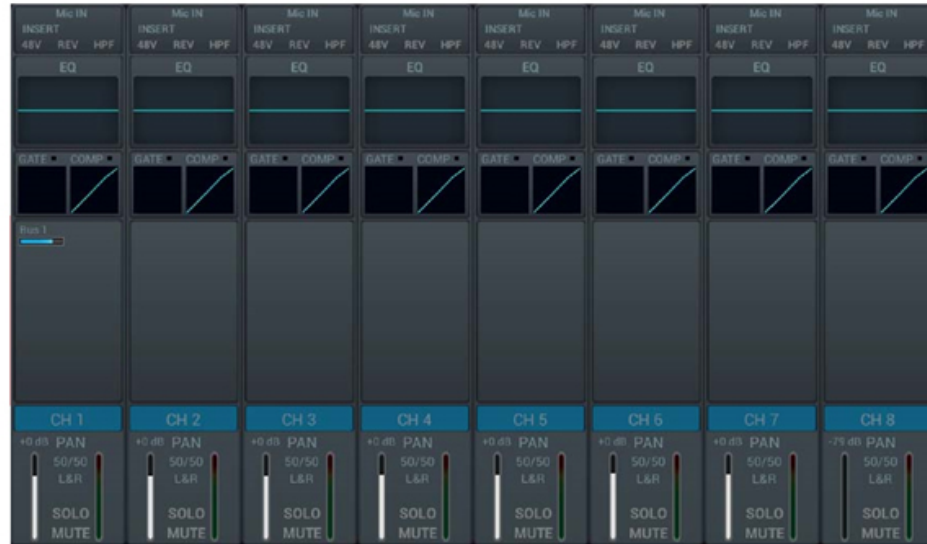 Mic IN Mic IN Mic IN Mic IN Mic IN Mic IN Mic IN Mic IN
INSERT INSERT INSERT INSERT INSERT INSERT INSERT INSERT
48V REV HPF 48V REV HPF 48V REV HPF 48V REV HPF 48V REV HPF 48V REV HPF 48V REV HPF 48V REV HPF
EQ EQ EQ EQ EQ EQ EQ EQ
GATE COMP GATE COMP GATE COMP GATE COMP GATE COMP GATE COMP GATE COMP GATE COMP
Bus 1
CH 1 CH 2 CH 3 CH 4 CH 5 CH 6 CH 7 CH 8
+0 dB PAN +0 dB PAN +0 dB PAN +0 dB PAN +0 dB PAN +0 dB PAN +0 dB PAN -75 dB PAN
50/50 50/50 50/50 50/50 50/50 50/50 50/50 50/50
L&R L&R L&R L&R L&R L&R L&R L&R
SOLO SOLO SOLO SOLO SOLO SOLO SOLO SOLO
MUTE MUTE MUTE MUTE MUTE MUTE MUTE MUTE